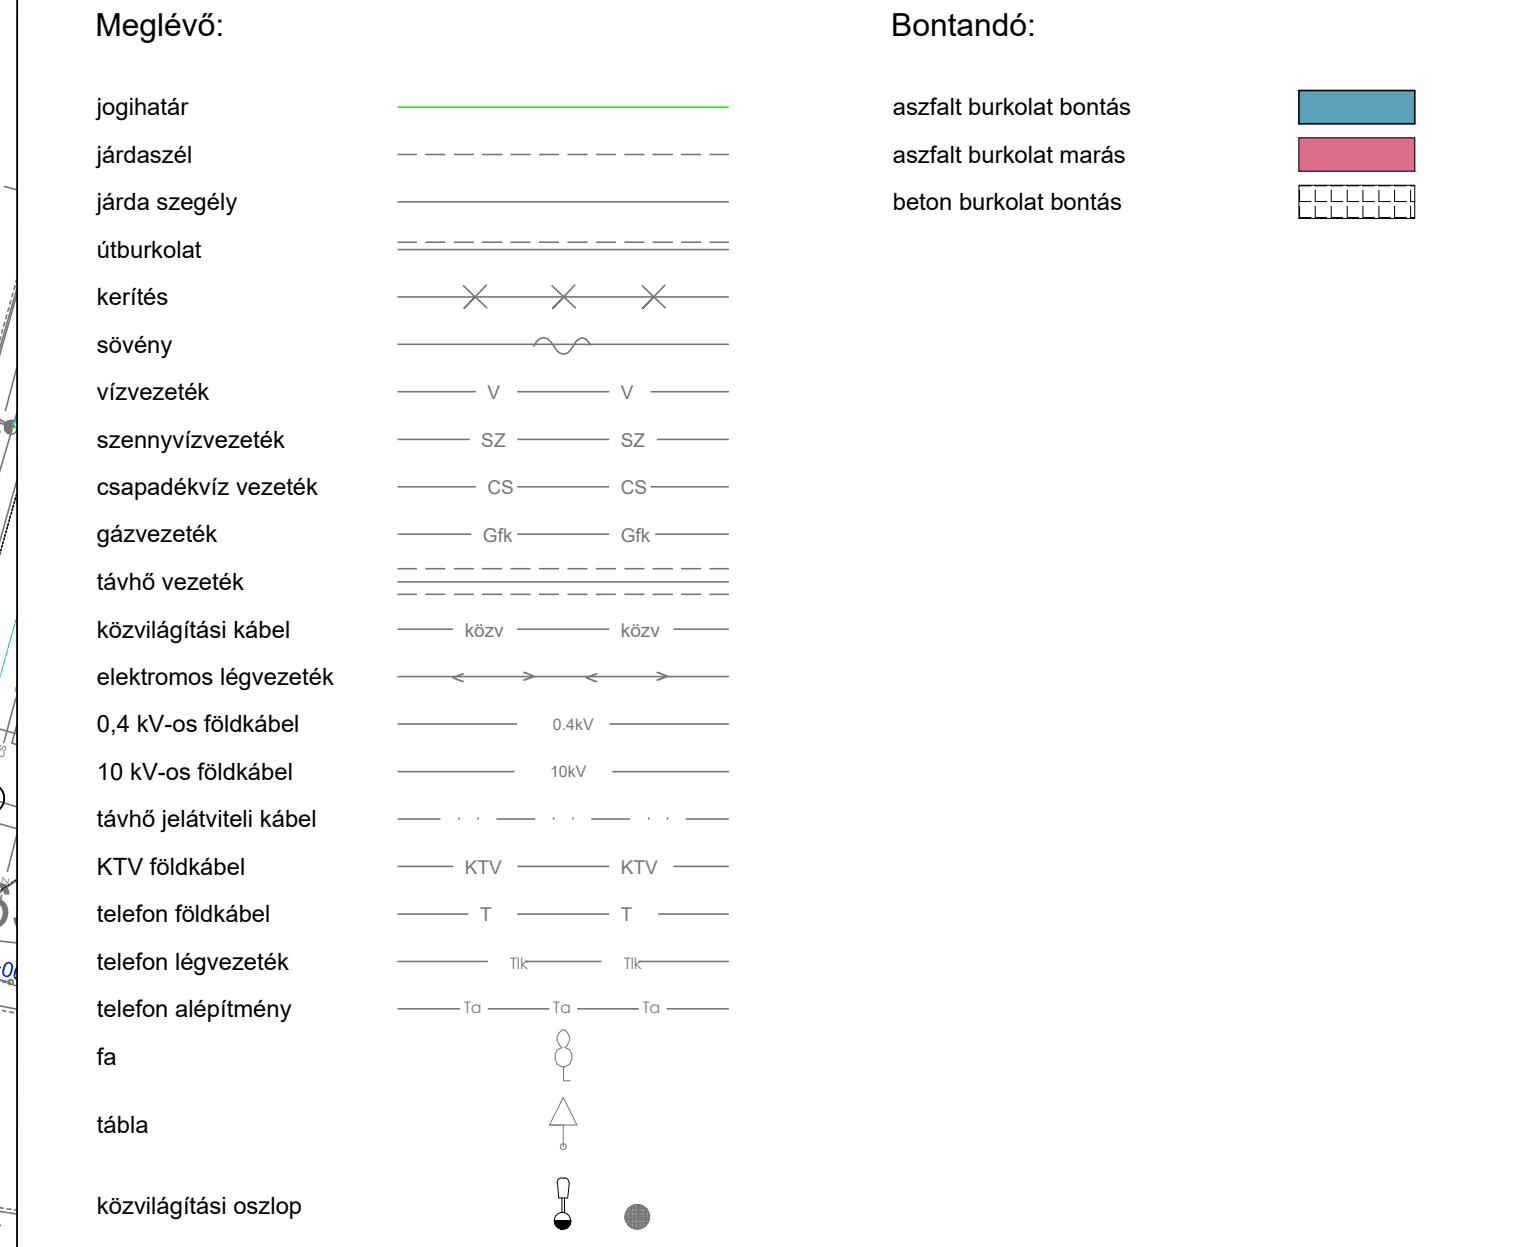 Meglévő:
jogihatár
járdaszél
járda szegély
útburkolat
kerítés
sövény
vízvezeték V V
szennyvízvezeték SZ SZ
csapadékvíz vezeték CS CS
gázvezeték Gfk Gfk
távhő vezeték
közvilágítási kábel közv közv
elektromos légvezeték
0,4 kV-os földkábel 0.4kV
10 kV-os földkábel 10kV
távhő jelátviteli kábel
KTV földkábel KTV KTV
telefon földkábel T T
telefon légvezeték Tlk Tlk
telefon alépítmény Ta Ta Ta
fa
tábla
közvilágítási oszlop
Bontandó:
aszfalt burkolat bontás
aszfalt burkolat marás
beton burkolat bontás